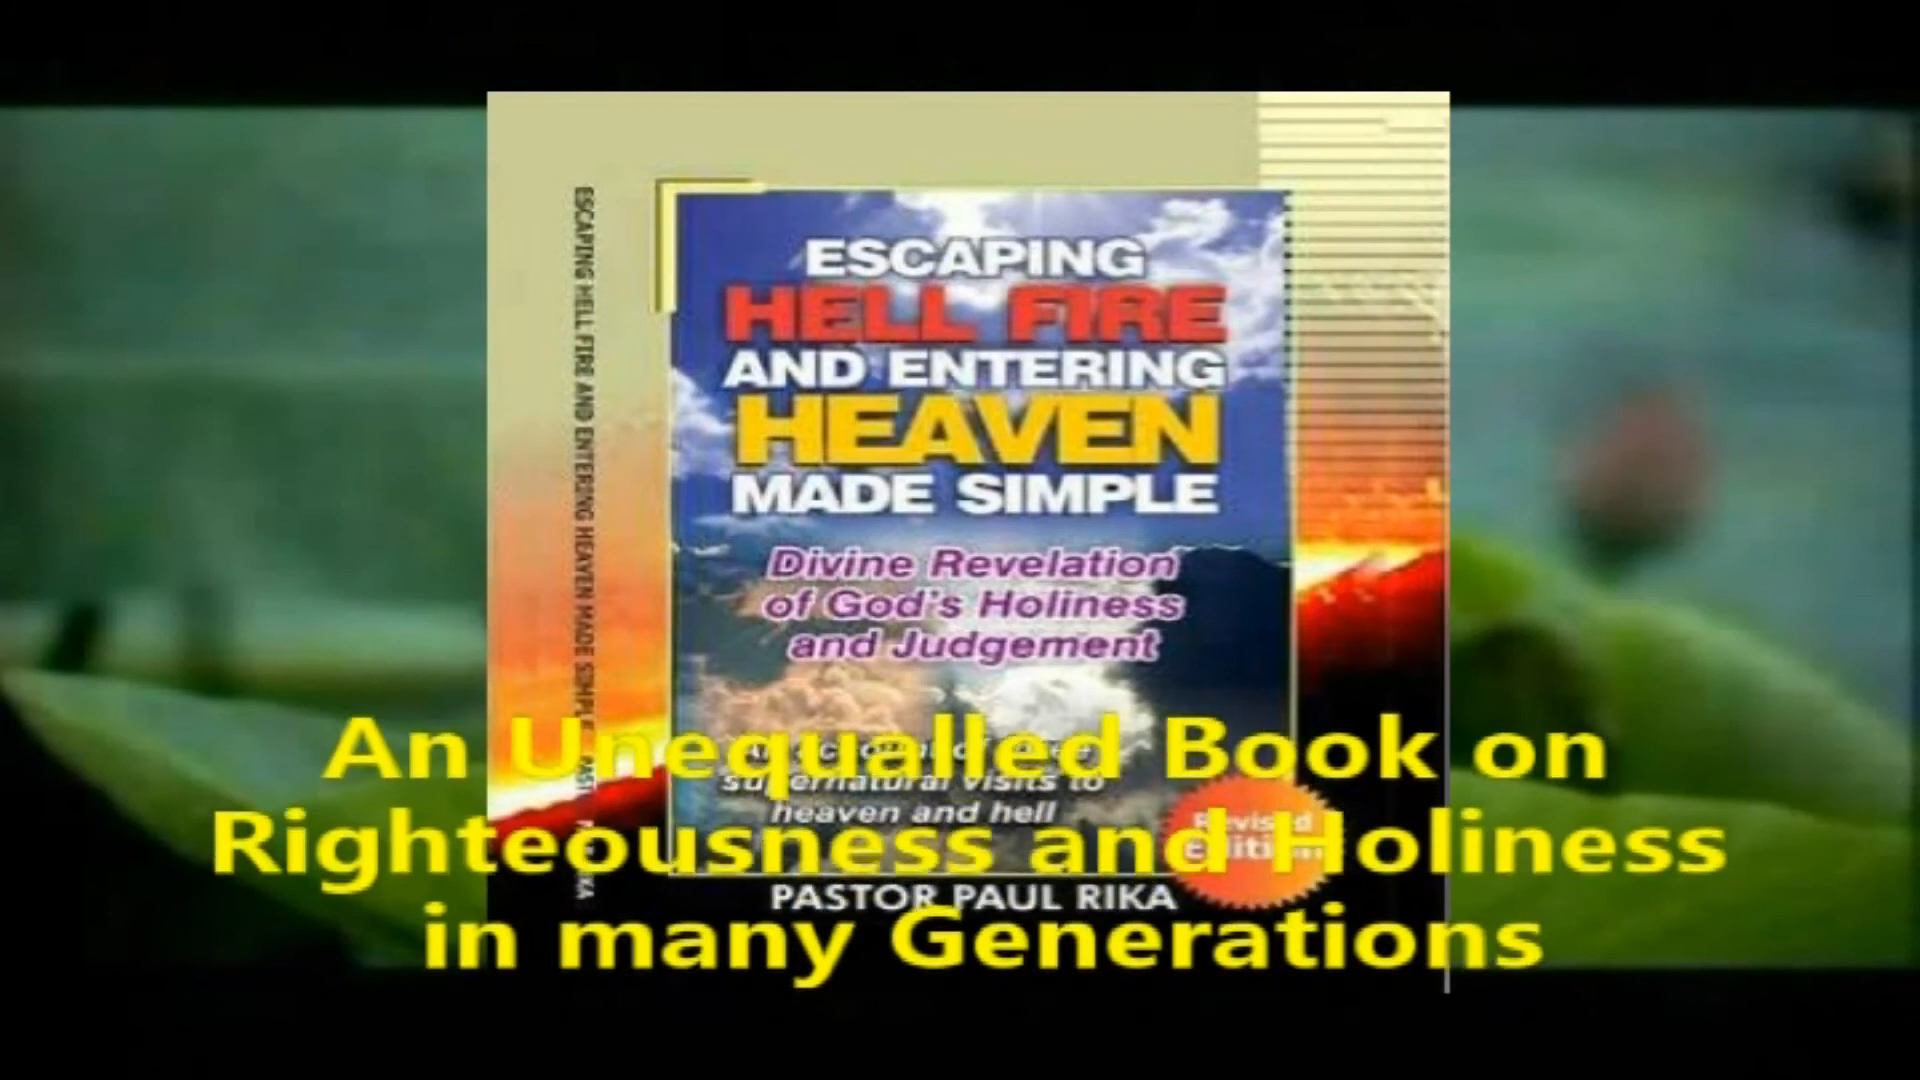 ESCAPING HELL FIRE AND ENTERING HEAVEN MADE SIMPLE
ESCAPING
HELL FIRE
AND ENTERING
HEAVEN
MADE SIMPLE
Divine Revelation
of God's Holiness
and Judgement
supernatural visits to
heaven and hell
Revised
Edition
PASTOR PAUL RIKA
An Unequalled Book on
Righteousness and Holiness
in many Generations